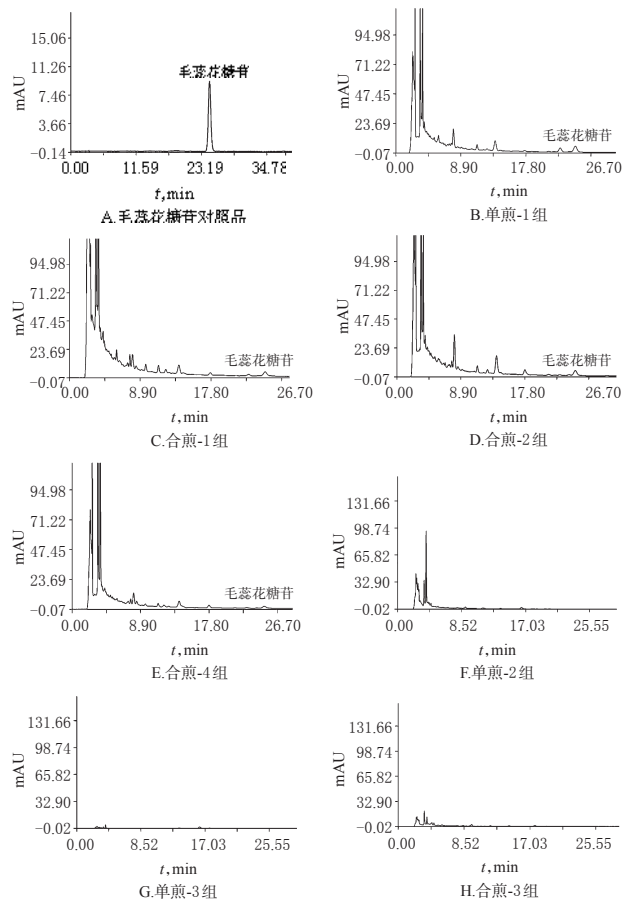 15.06
11.26
7.46
3.66
−0.14
mAU
毛蕊花糖苷
0.00 11.59 23.19 34.78
t,min
A.毛蕊花糖苷对照品
94.98
71.22
47.45
23.69
−0.07
mAU
毛蕊花糖苷
0.00 8.90 17.80 26.70
t,min
B.单煎-1组
94.98
71.22
47.45
23.69
−0.07
mAU
毛蕊花糖苷
0.00 8.90 17.80 26.70
t,min
C.合煎-1组
94.98
71.22
47.45
23.69
−0.07
mAU
毛蕊花糖苷
0.00 8.90 17.80 26.70
t,min
D.合煎-2组
94.98
71.22
47.45
23.69
−0.07
mAU
毛蕊花糖苷
0.00 8.90 17.80 26.70
t,min
E.合煎-4组
131.66
98.74
65.82
32.90
−0.02
mAU
0.00 8.52 17.03 25.55
t,min
F.单煎-2组
131.66
98.74
65.82
32.90
−0.02
mAU
0.00 8.52 17.03 25.55
t,min
G.单煎-3组
131.66
98.74
65.82
32.90
−0.02
mAU
0.00 8.52 17.03 25.55
t,min
H.合煎-3组